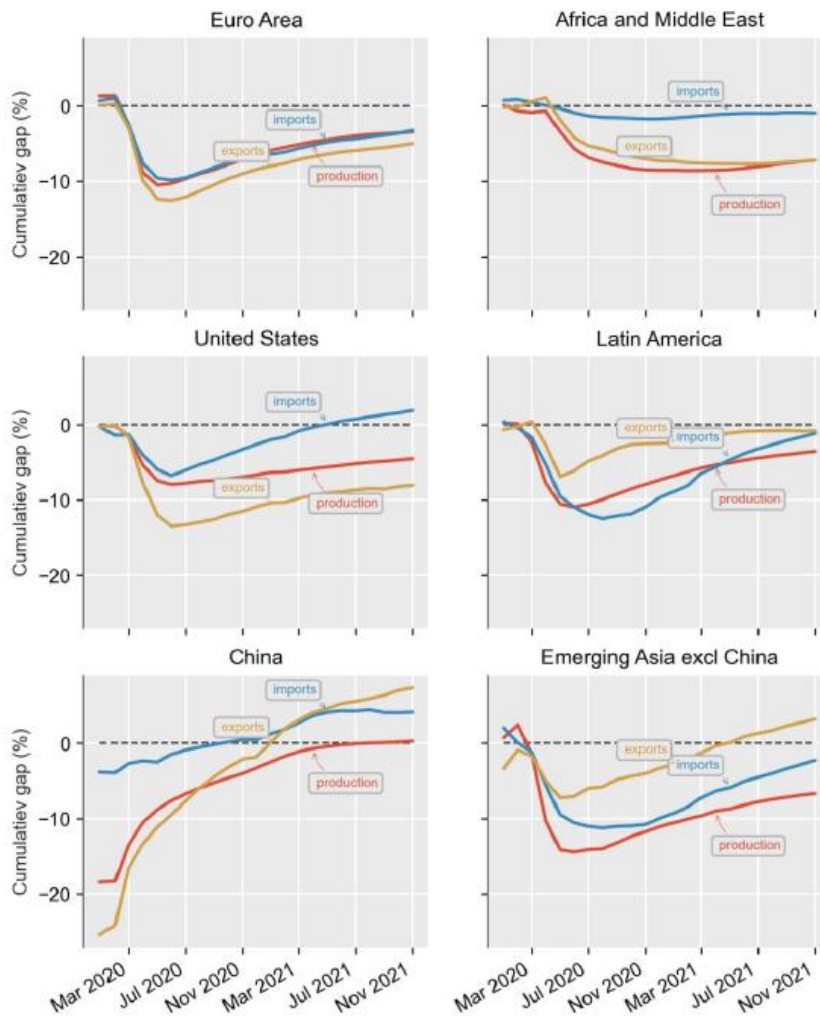 Euro Area
Africa and Middle East
Cumulatiev gap (%)
0
−10
−20
imports
exports
production
imports
exports
production
United States
Latin America
Cumulatiev gap (%)
0
−10
−20
imports
exports
production
exports
imports
production
China
Emerging Asia excl China
Cumulatiev gap (%)
0
−10
−20
imports
exports
production
exports
imports
production
Mar 2020
Jul 2020
Nov 2020
Mar 2021
Jul 2021
Nov 2021
Mar 2020
Jul 2020
Nov 2020
Mar 2021
Jul 2021
Nov 2021